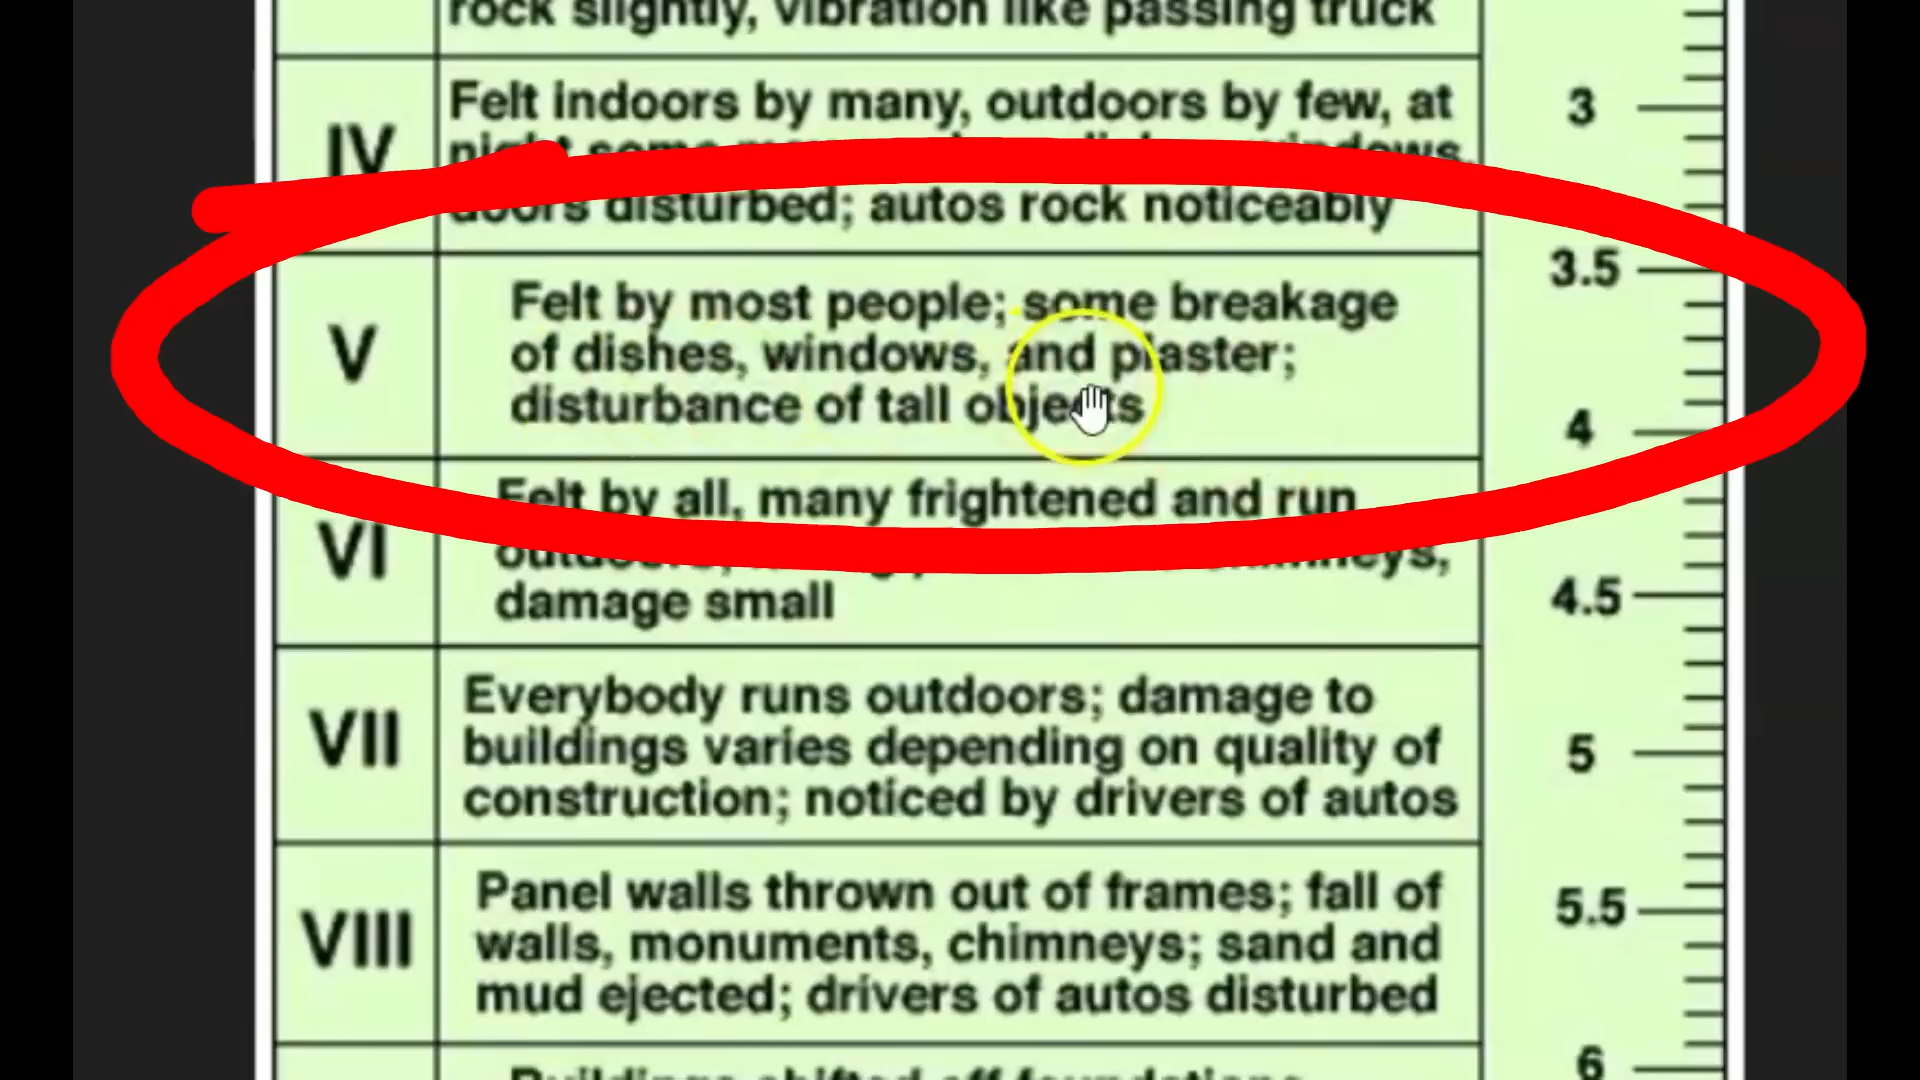 rock slightly, vibration like passing truck
IV
Felt indoors by many, outdoors by few, at
night some windows,
doors disturbed; autos rock noticeably
3
3.5
V
Felt by most people; some breakage
of dishes, windows, and plaster;
disturbance of tall objects
4
VI
Felt by all, many frightened and run
damage small
4.5
VII
Everybody runs outdoors; damage to
buildings varies depending on quality of
construction; noticed by drivers of autos
5
VIII
Panel walls thrown out of frames; fall of
walls, monuments, chimneys; sand and
mud ejected; drivers of autos disturbed
5.5
6